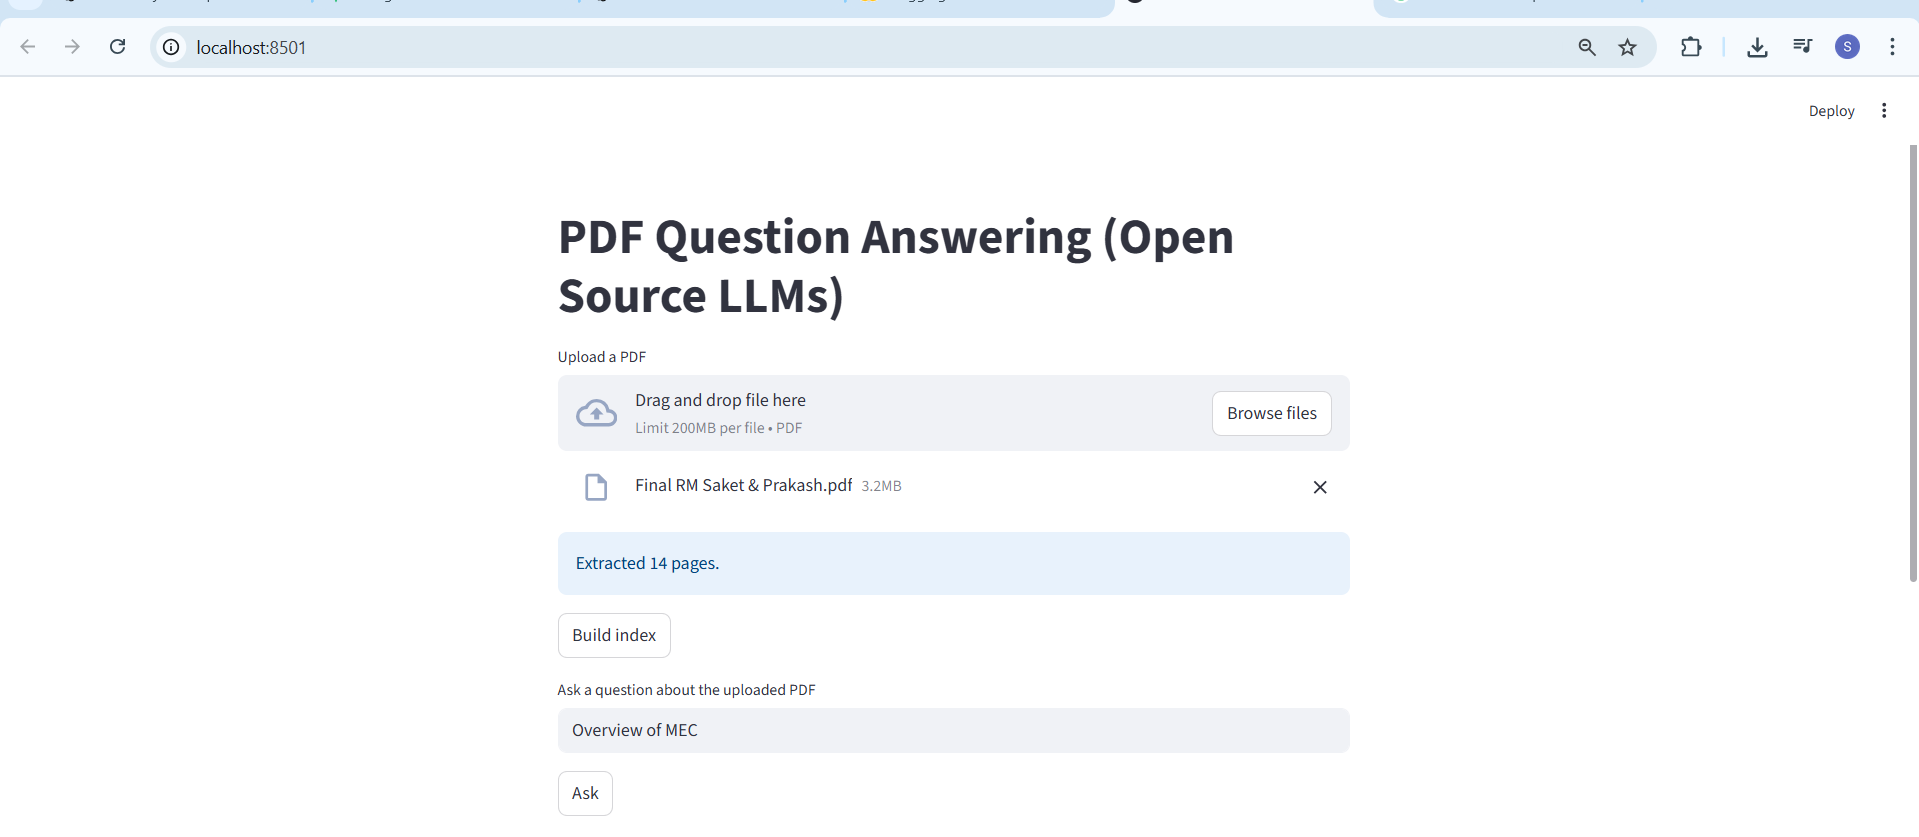 localhost:8501
S
Deploy
PDF Question Answering (Open
Source LLMs)
Upload a PDF
Drag and drop file here
Limit 200MB per file • PDF
Browse files
Final RM Saket & Prakash.pdf 3.2MB
Extracted 14 pages.
Build index
Ask a question about the uploaded PDF
Overview of MEC
Ask